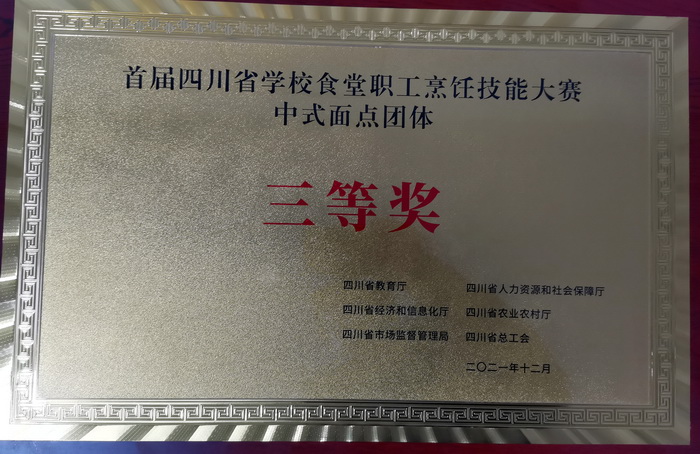 首届四川省学校食堂职工烹饪技能大赛
中式面点团体
三等奖
四川省教育厅 四川省人力资源和社会保障厅
四川省经济和信息化厅 四川省农业农村厅
四川省市场监督管理局 四川省总工会
二〇二一年十二月